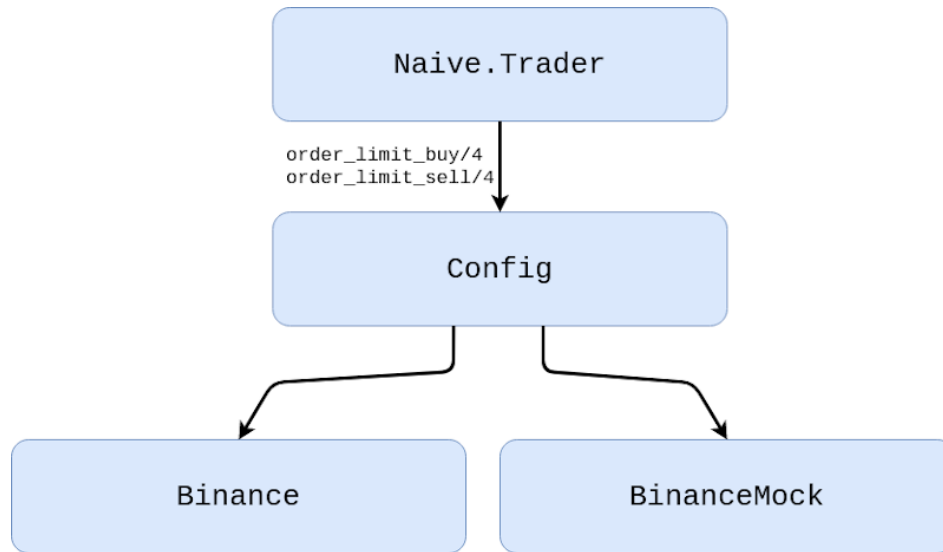 Naive.Trader
order_limit_buy/4
order_limit_sell/4
Config
Binance
BinanceMock